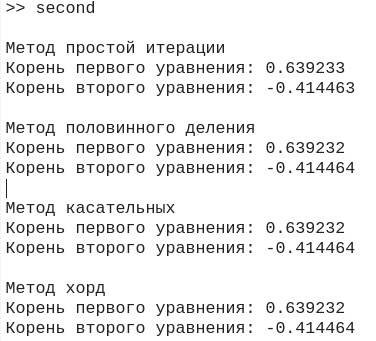 >> second
Метод простой итерации
Корень первого уравнения: 0.639233
Корень второго уравнения: -0.414463
Метод половинного деления
Корень первого уравнения: 0.639232
Корень второго уравнения: -0.414464
Метод касательных
Корень первого уравнения: 0.639232
Корень второго уравнения: -0.414464
Метод хорд
Корень первого уравнения: 0.639232
Корень второго уравнения: -0.414464